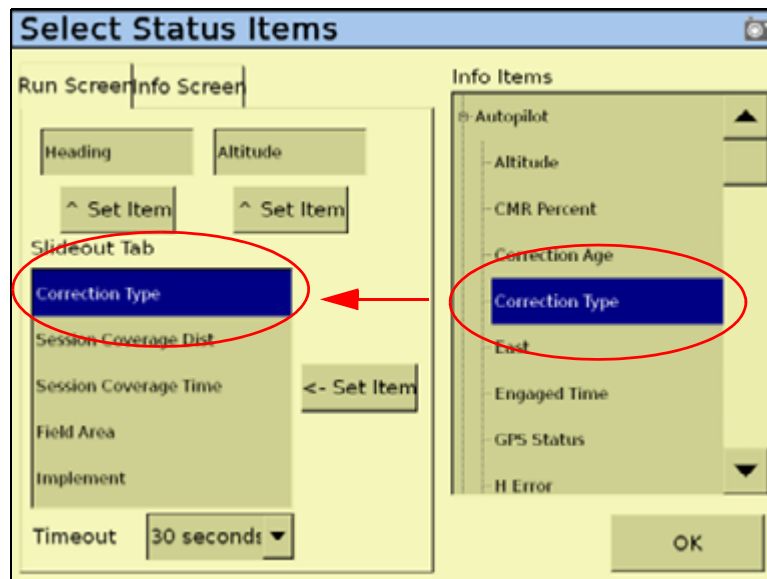 Select Status Items
Run Screen
Info Screen
Heading
Altitude
^ Set Item
^ Set Item
Slideout Tab
Correction Type
Session Coverage Dist
Session Coverage Time
Field Area
Implement
<- Set Item
Timeout
30 seconds
Info Items
Autopilot
Altitude
CMR Percent
Correction Age
Correction Type
East
Engaged Time
GPS Status
H Error
OK